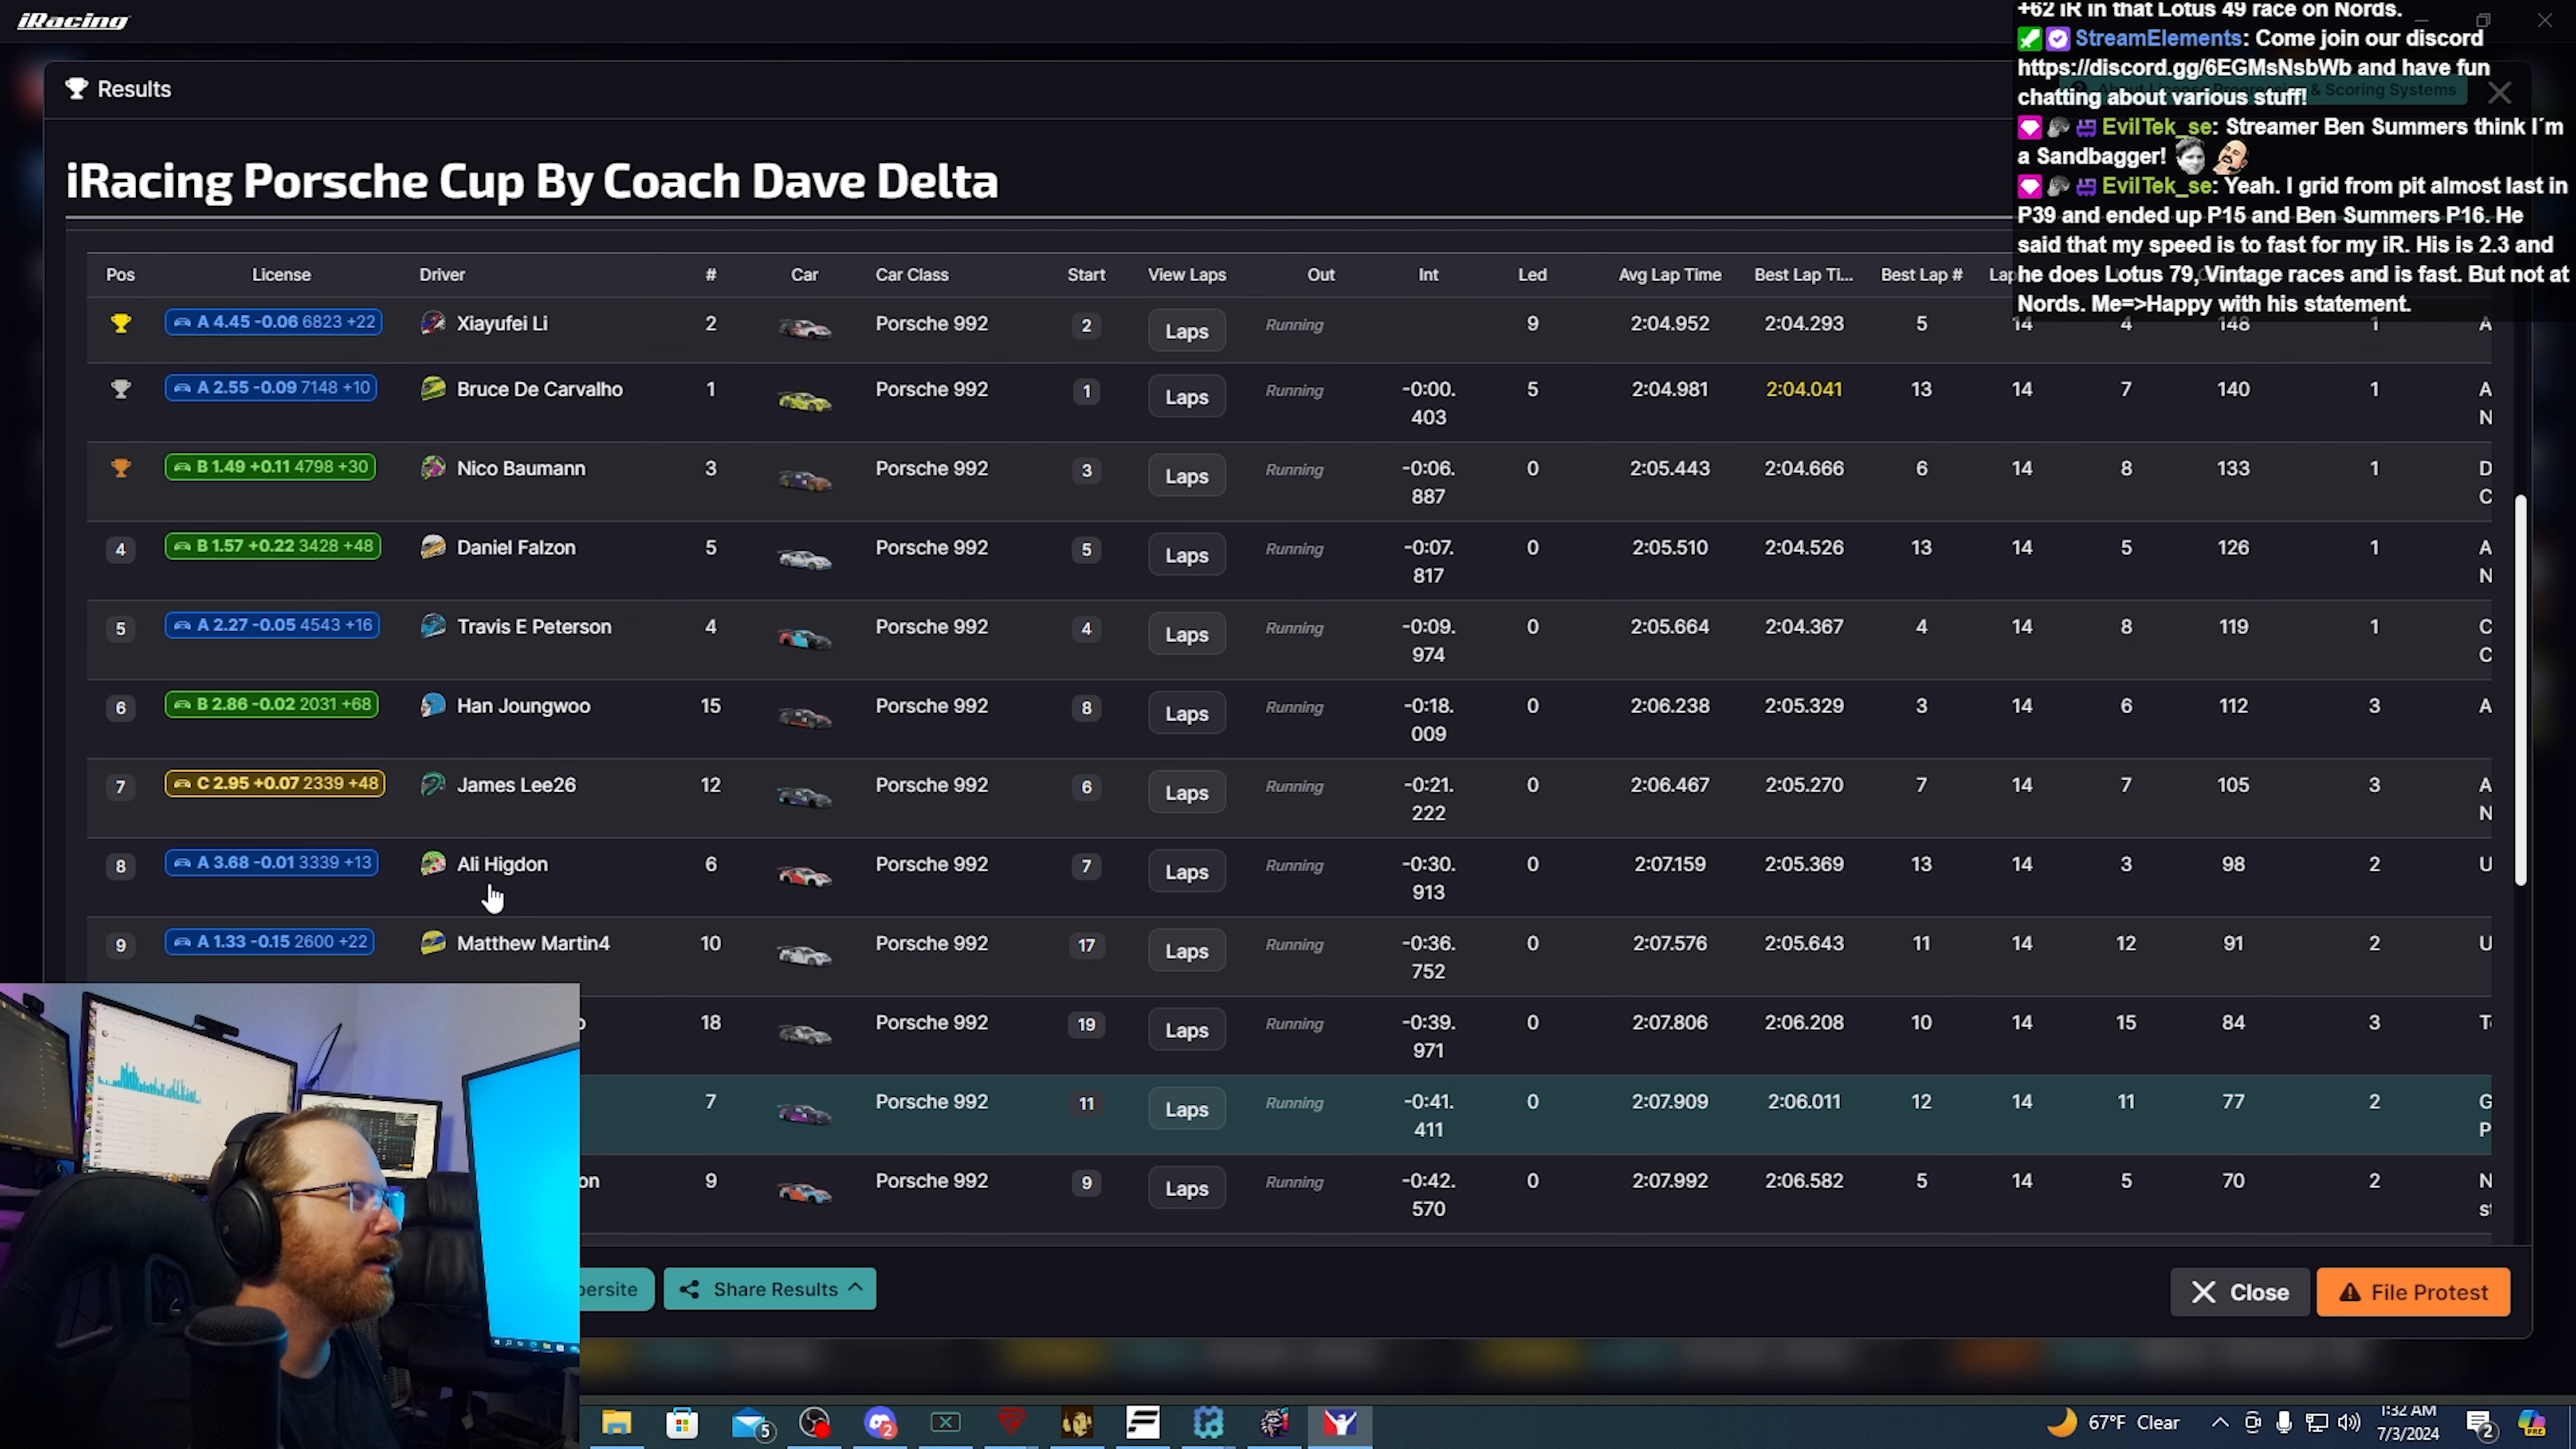 iRacing
+62 iR in that Lotus 49 race on Nords.
StreamElements: Come join our discord
https://discord.gg/6EGMsNsbWb and have fun
chatting about various stuff!
EvilTek_se: Streamer Ben Summers think I´m
a Sandbagger!
EvilTek_se: Yeah. I grid from pit almost last in
P39 and ended up P15 and Ben Summers P16. He
said that my speed is to fast for my iR. His is 2.3 and
he does Lotus 79, Vintage races and is fast. But not at
Nords. Me=>Happy with his statement.
Results
& Scoring Systems
iRacing Porsche Cup By Coach Dave Delta
Pos License Driver # Car Car Class Start View Laps Out Int Led Avg Lap Time Best Lap Ti... Best Lap #
A 4.45 -0.06 6823 +22 Xiayufei Li 2 Porsche 992 2 Laps Running 9 2:04.952 2:04.293 5 14 4 148 1 A
A 2.55 -0.09 7148 +10 Bruce De Carvalho 1 Porsche 992 1 Laps Running -0:00. 5 2:04.981 2:04.041 13 14 7 140 1 A
403 N
B 1.49 +0.11 4798 +30 Nico Baumann 3 Porsche 992 3 Laps Running -0:06. 0 2:05.443 2:04.666 6 14 8 133 1 D
887 C
4 B 1.57 +0.22 3428 +48 Daniel Falzon 5 Porsche 992 5 Laps Running -0:07. 0 2:05.510 2:04.526 13 14 5 126 1 A
817 N
5 A 2.27 -0.05 4543 +16 Travis E Peterson 4 Porsche 992 4 Laps Running -0:09. 0 2:05.664 2:04.367 4 14 8 119 1 C
974 C
6 B 2.86 -0.02 2031 +68 Han Joungwoo 15 Porsche 992 8 Laps Running -0:18. 0 2:06.238 2:05.329 3 14 6 112 3 A
009
7 C 2.95 +0.07 2339 +48 James Lee26 12 Porsche 992 6 Laps Running -0:21. 0 2:06.467 2:05.270 7 14 7 105 3 A
222 N
8 A 3.68 -0.01 3339 +13 Ali Higdon 6 Porsche 992 7 Laps Running -0:30. 0 2:07.159 2:05.369 13 14 3 98 2 U
913
9 A 1.33 -0.15 2600 +22 Matthew Martin4 10 Porsche 992 17 Laps Running -0:36. 0 2:07.576 2:05.643 11 14 12 91 2 U
752
18 Porsche 992 19 Laps Running -0:39. 0 2:07.806 2:06.208 10 14 15 84 3 T
971
7 Porsche 992 11 Laps Running -0:41. 0 2:07.909 2:06.011 12 14 11 77 2 G
411 P
on 9 Porsche 992 9 Laps Running -0:42. 0 2:07.992 2:06.582 5 14 5 70 2 N
570 s
bersite Share Results Close File Protest
5 2 67°F Clear 1:32 AM
7/3/2024 2 PRE